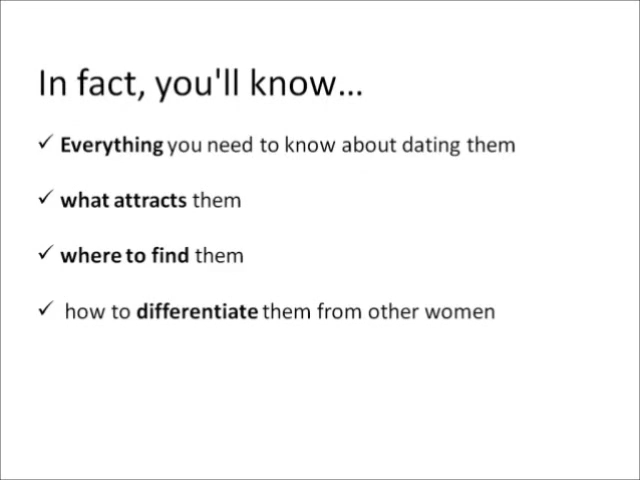 In fact, you'll know...
✓ Everything you need to know about dating them
✓ what attracts them
✓ where to find them
✓ how to differentiate them from other women